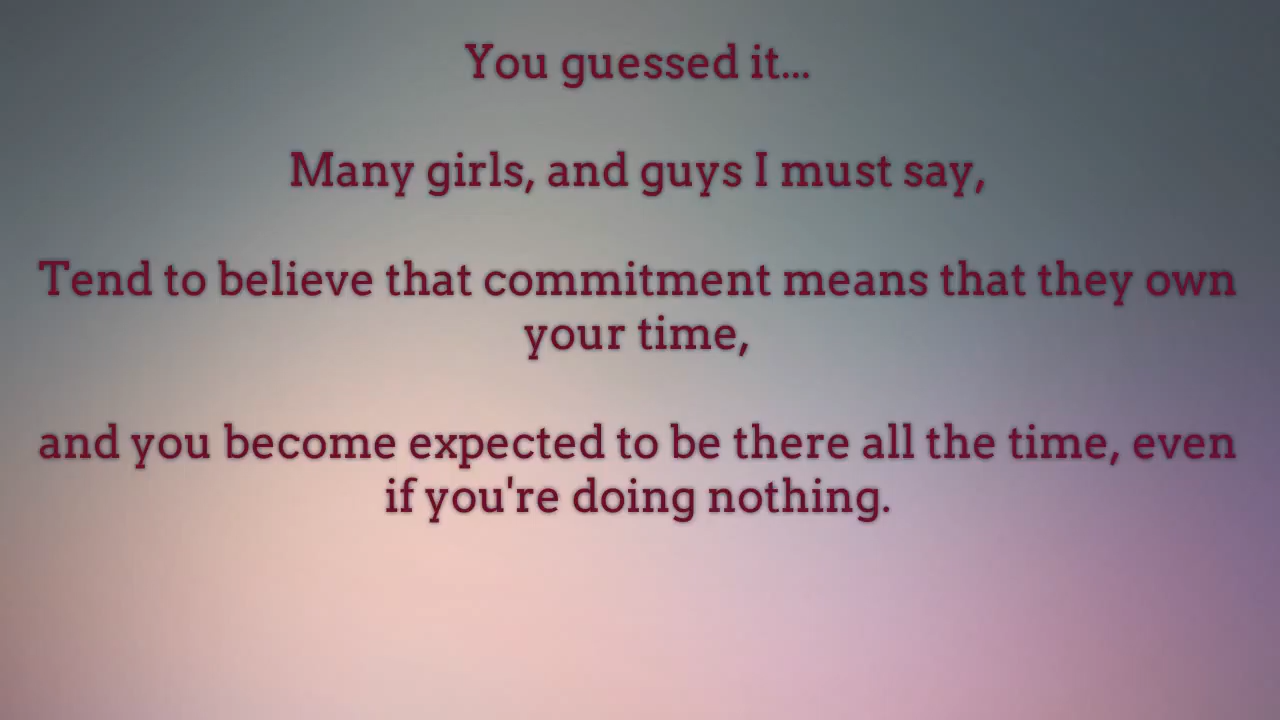 You guessed it...
Many girls, and guys I must say,
Tend to believe that commitment means that they own
your time,
and you become expected to be there all the time, even
if you're doing nothing.